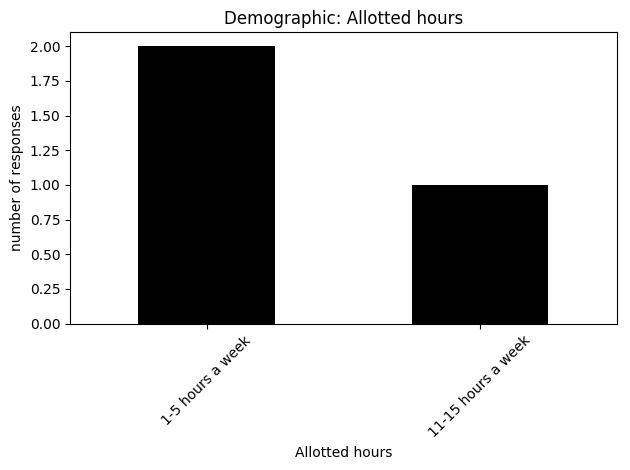 Demographic: Allotted hours
number of responses
2.00
1.75
1.50
1.25
1.00
0.75
0.50
0.25
0.00
1-5 hours a week
11-15 hours a week
Allotted hours